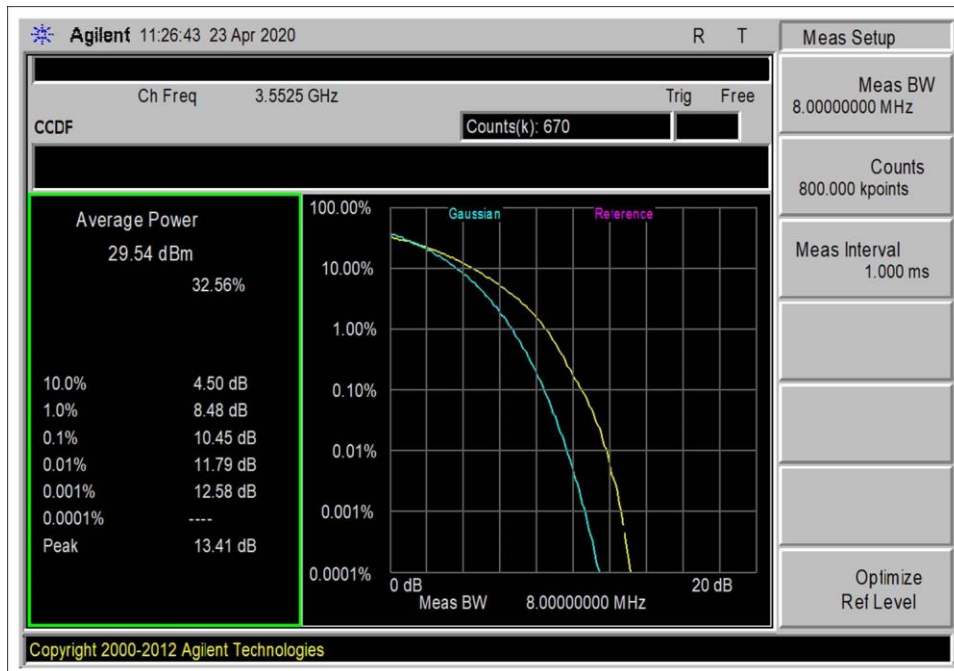 Agilent 11:26:43 23 Apr 2020 R T
Ch Freq 3.5525 GHz Trig Free
CCDF Counts(k): 670
Average Power
29.54 dBm
32.56%
10.0% 4.50 dB
1.0% 8.48 dB
0.1% 10.45 dB
0.01% 11.79 dB
0.001% 12.58 dB
0.0001% ----
Peak 13.41 dB
Gaussian Reference
100.00%
10.00%
1.00%
0.10%
0.01%
0.001%
0.0001%
0 dB 20 dB
Meas BW 8.00000000 MHz
Meas Setup
Meas BW
8.00000000 MHz
Counts
800.000 kpoints
Meas Interval
1.000 ms
Optimize
Ref Level
Copyright 2000-2012 Agilent Technologies